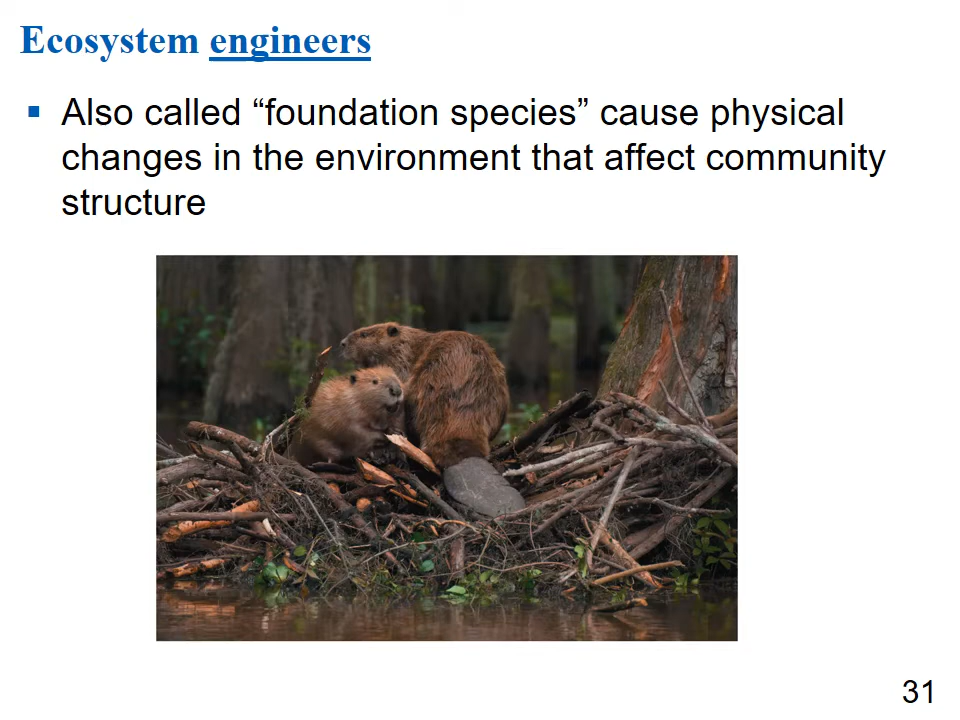 Ecosystem engineers
Also called “foundation species” cause physical
changes in the environment that affect community
structure
31